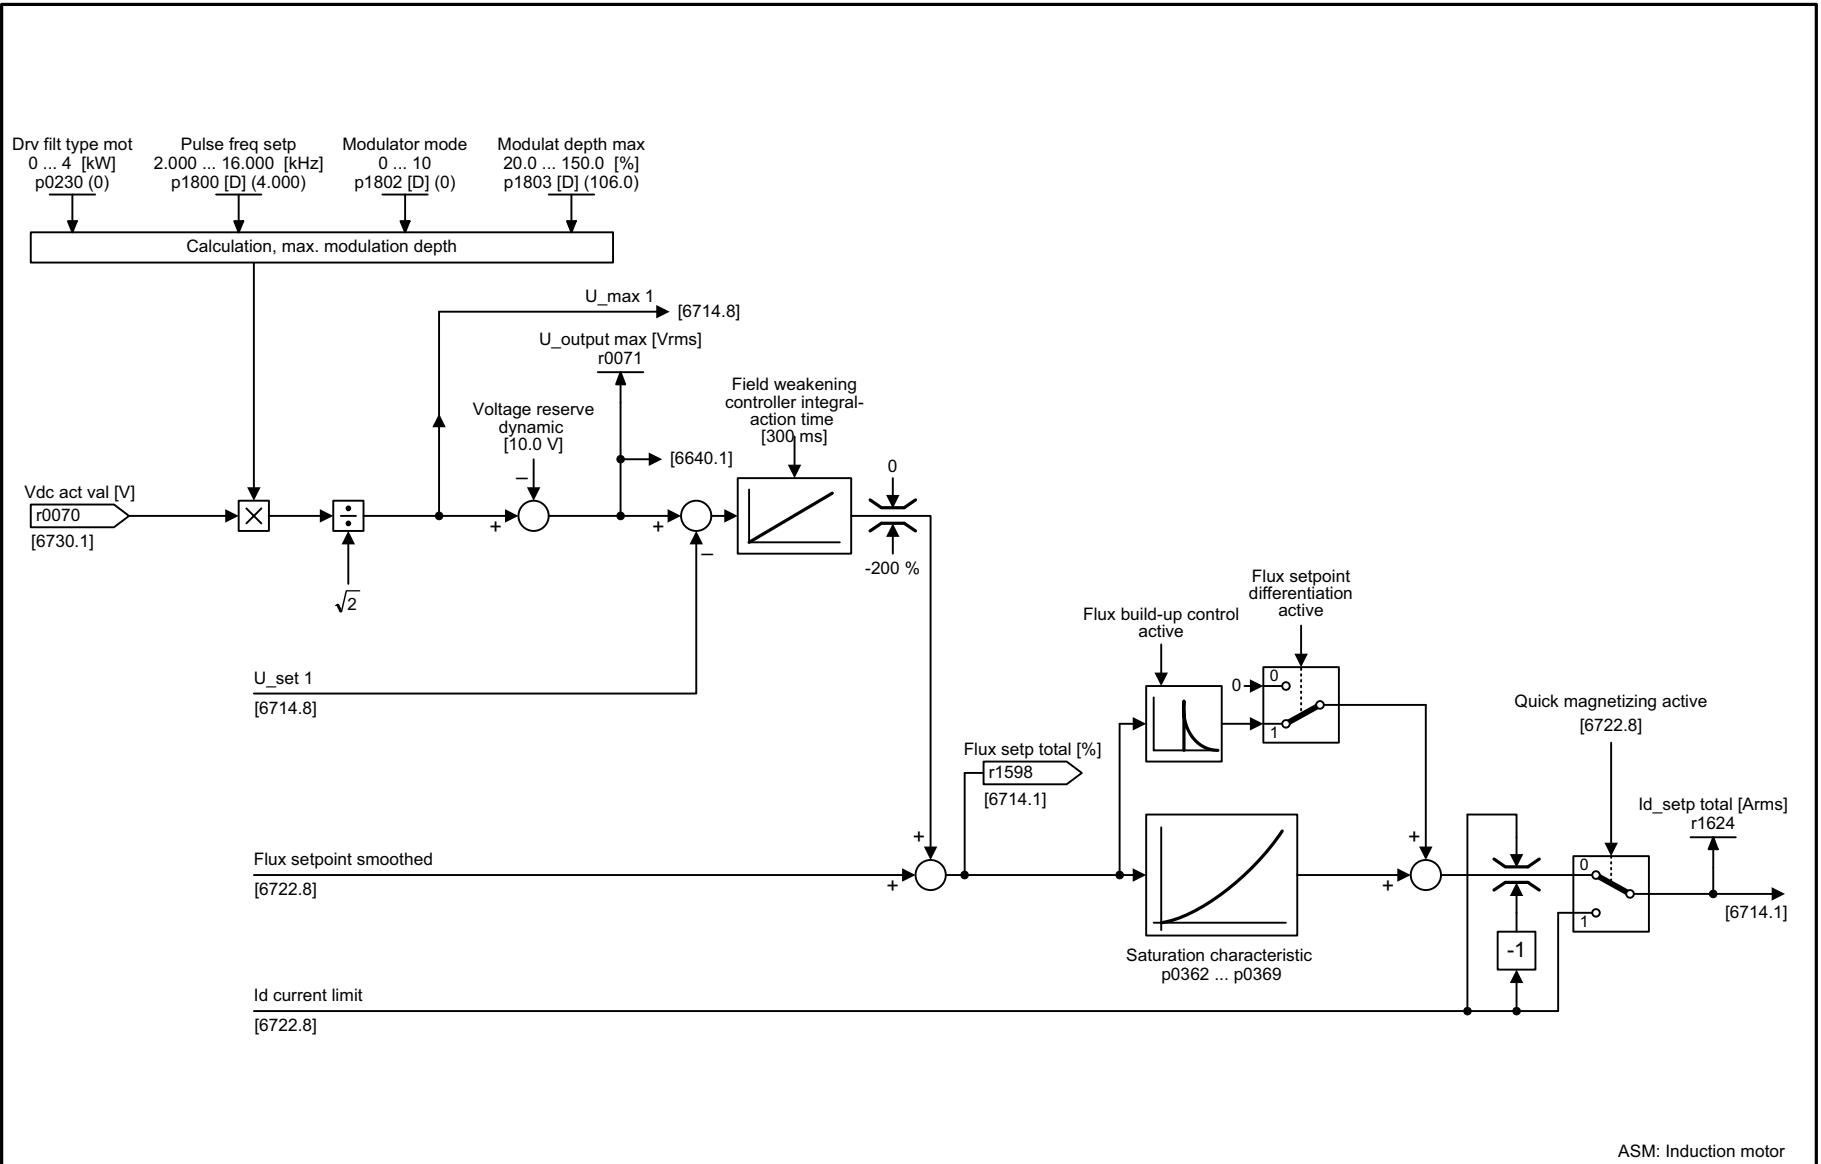 Drv filt type mot
0 ... 4 [kW]
p0230 (0)
Pulse freq setp
2.000 ... 16.000 [kHz]
p1800 [D] (4.000)
Modulator mode
0 ... 10
p1802 [D] (0)
Modulat depth max
20.0 ... 150.0 [%]
p1803 [D] (106.0)
Calculation, max. modulation depth
U_max 1
[6714.8]
U_output max [Vrms]
r0071
Voltage reserve
dynamic
[10.0 V]
–
[6640.1]
Field weakening
controller integral-
action time
[300 ms]
0
-200 %
Vdc act val [V]
r0070
[6730.1]
×
÷
√2
+
+
–
U_set 1
[6714.8]
Flux build-up control
active
Flux setpoint
differentiation
active
0
0
1
Quick magnetizing active
[6722.8]
Flux setp total [%]
r1598
[6714.1]
Id_setp total [Arms]
r1624
Flux setpoint smoothed
[6722.8]
+
+
+
+
0
1
[6714.1]
-1
Saturation characteristic
p0362 ... p0369
Id current limit
[6722.8]
ASM: Induction motor